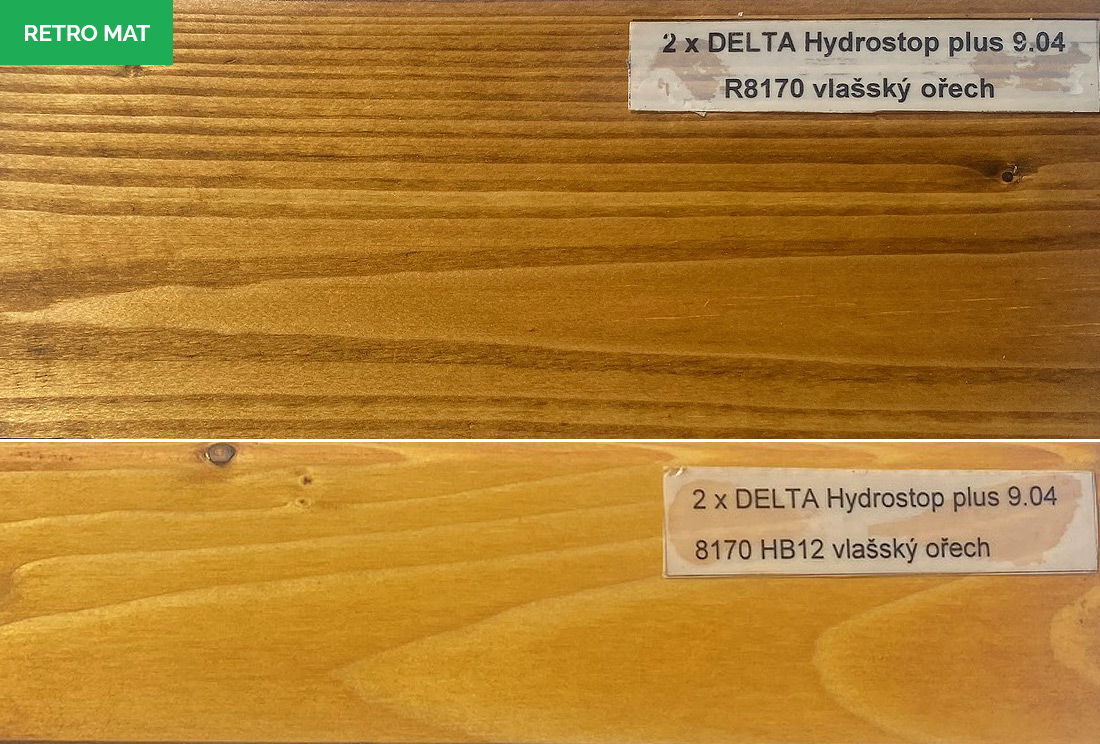 RETRO MAT
2 x DELTA Hydrostop plus 9.04
R8170 vlašský ořech
2 x DELTA Hydrostop plus 9.04
8170 HB12 vlašský ořech